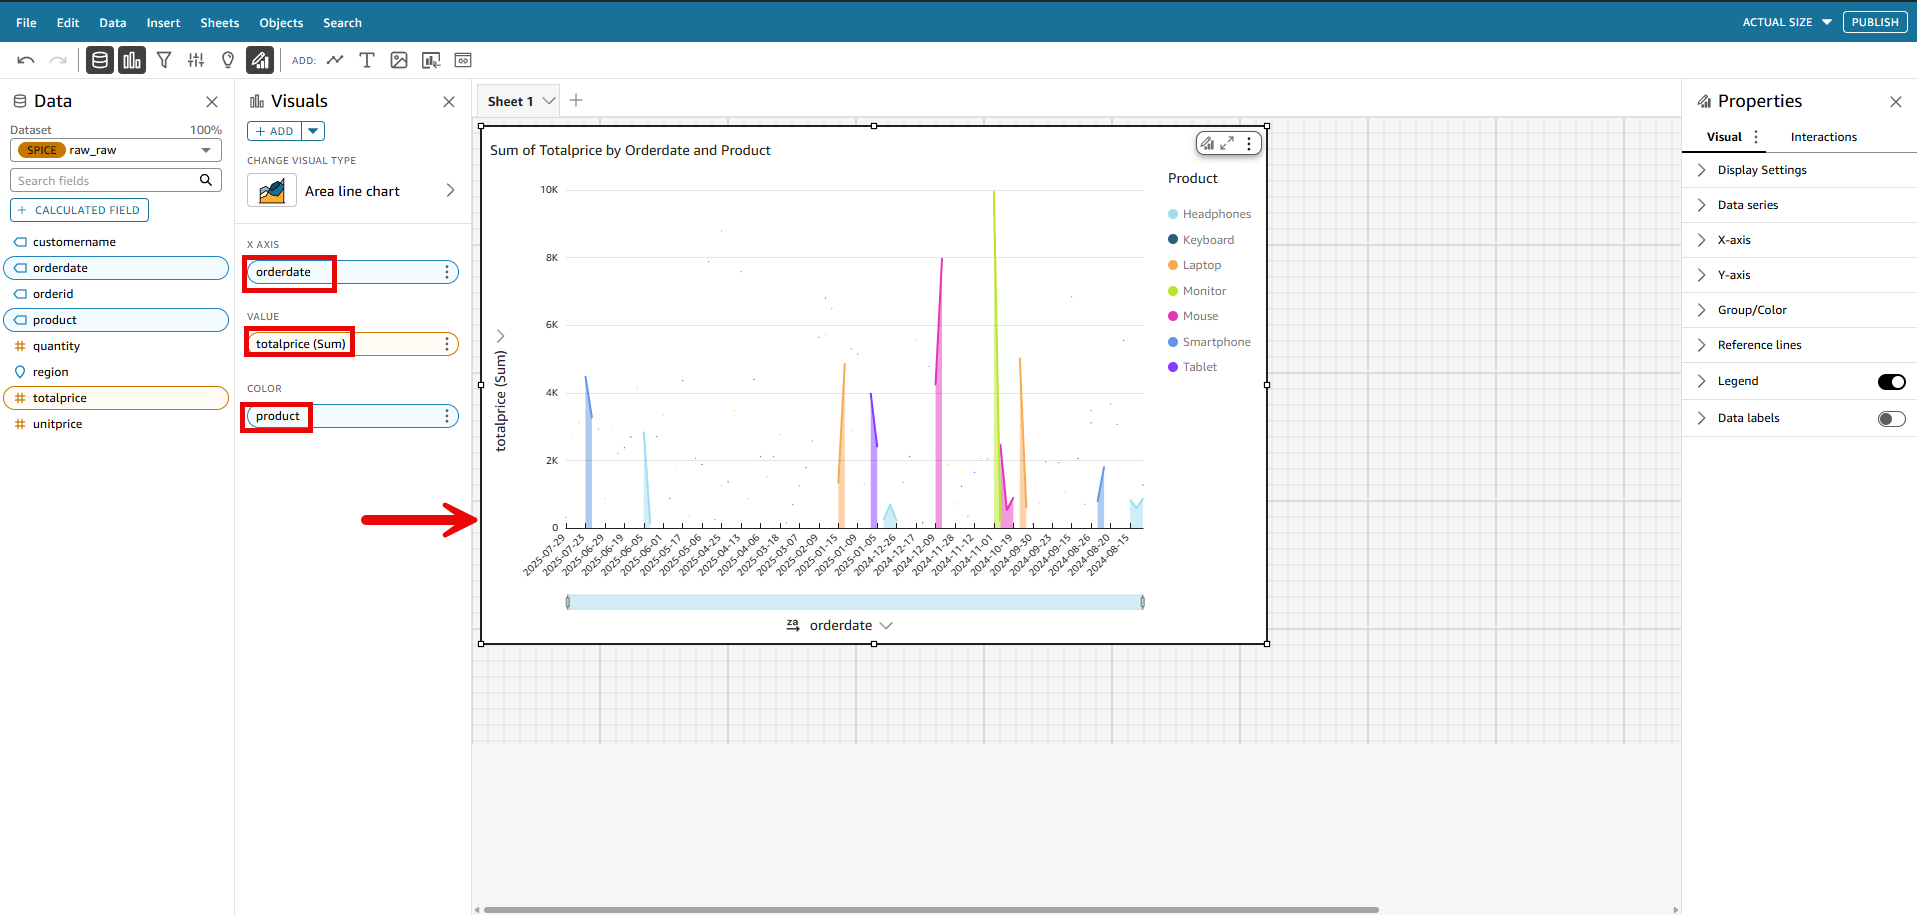 File Edit Data Insert Sheets Objects Search ACTUAL SIZE PUBLISH
ADD:
Data
Dataset 100%
SPICE raw_raw
Search fields
+ CALCULATED FIELD
customername
orderdate
orderid
product
quantity
region
totalprice
unitprice
Visuals
+ ADD
CHANGE VISUAL TYPE
Area line chart
X AXIS
orderdate
VALUE
totalprice (Sum)
COLOR
product
Sheet 1
Sum of Totalprice by Orderdate and Product
totalprice (Sum)
10K
8K
6K
4K
2K
0
2025-07-29
2025-07-23
2025-06-29
2025-06-19
2025-06-05
2025-06-01
2025-05-17
2025-05-06
2025-04-25
2025-04-13
2025-04-06
2025-03-18
2025-03-07
2025-02-09
2025-01-15
2025-01-09
2025-01-05
2024-12-26
2024-12-17
2024-12-09
2024-11-28
2024-11-12
2024-11-01
2024-10-19
2024-09-30
2024-09-23
2024-09-15
2024-08-26
2024-08-20
2024-08-15
za orderdate
Product
Headphones
Keyboard
Laptop
Monitor
Mouse
Smartphone
Tablet
Properties
Visual Interactions
Display Settings
Data series
X-axis
Y-axis
Group/Color
Reference lines
Legend
Data labels